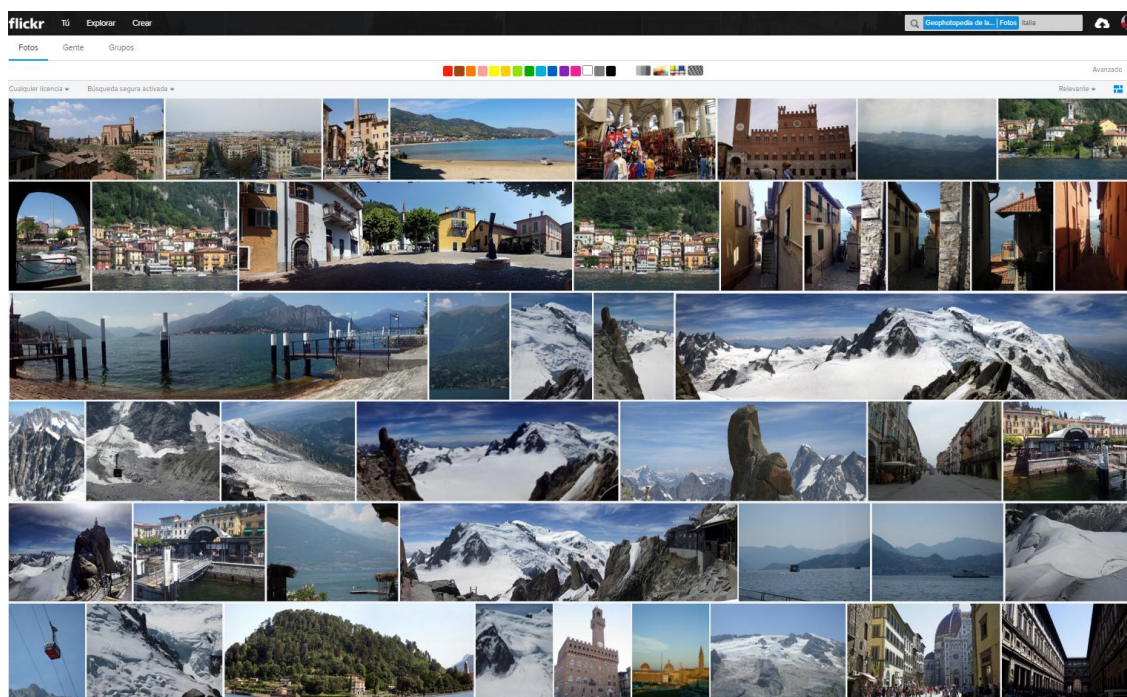 flickr Tú Explorar Crear Geophotopedia de la... Fotos italia
Fotos Gente Grupos
Avanzado
Cualquier licencia Búsqueda segura activada Relevante